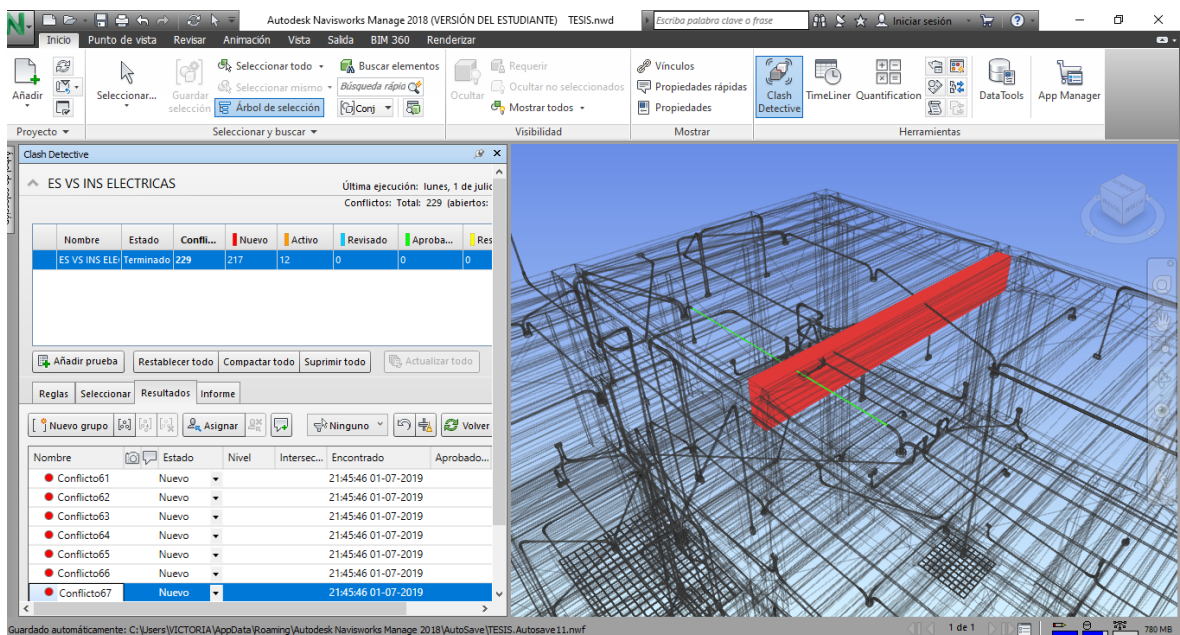 Autodesk Navisworks Manage 2018 (VERSIÓN DEL ESTUDIANTE) TESIS.nwd
Escriba palabra clave o frase
Iniciar sesión
Inicio Punto de vista Revisar Animación Vista Salida BIM 360 Renderizar
Añadir
Seleccionar...
Guardar selección
Seleccionar todo
Seleccionar mismo
Árbol de selección
Buscar elementos
Búsqueda rápia
Conj
Ocultar
Requerir
Ocultar no seleccionados
Mostrar todos
Vínculos
Propiedades rápidas
Propiedades
Clash Detective
TimeLiner
Quantification
DataTools
App Manager
Proyecto
Seleccionar y buscar
Visibilidad
Mostrar
Herramientas
Clash Detective
ES VS INS ELECTRICAS
Última ejecución: lunes, 1 de julio
Conflictos: Total: 229 (abiertos:
Nombre Estado Confli... Nuevo Activo Revisado Aproba... Res
ES VS INS ELE Terminado 229 217 12 0 0 0
Añadir prueba Restablecer todo Compactar todo Suprimir todo Actualizar todo
Reglas Seleccionar Resultados Informe
Nuevo grupo Asignar Ninguno Volver
Nombre Estado Nivel Intersec... Encontrado Aprobado...
Conflicto61 Nuevo 21:45:46 01-07-2019
Conflicto62 Nuevo 21:45:46 01-07-2019
Conflicto63 Nuevo 21:45:46 01-07-2019
Conflicto64 Nuevo 21:45:46 01-07-2019
Conflicto65 Nuevo 21:45:46 01-07-2019
Conflicto66 Nuevo 21:45:46 01-07-2019
Conflicto67 Nuevo 21:45:46 01-07-2019
Guardado automáticamente: C:\Users\VICTORIA\AppData\Roaming\Autodesk Navisworks Manage 2018\AutoSave\TESIS.Autosave11.nwf
1 de 1
780 MB